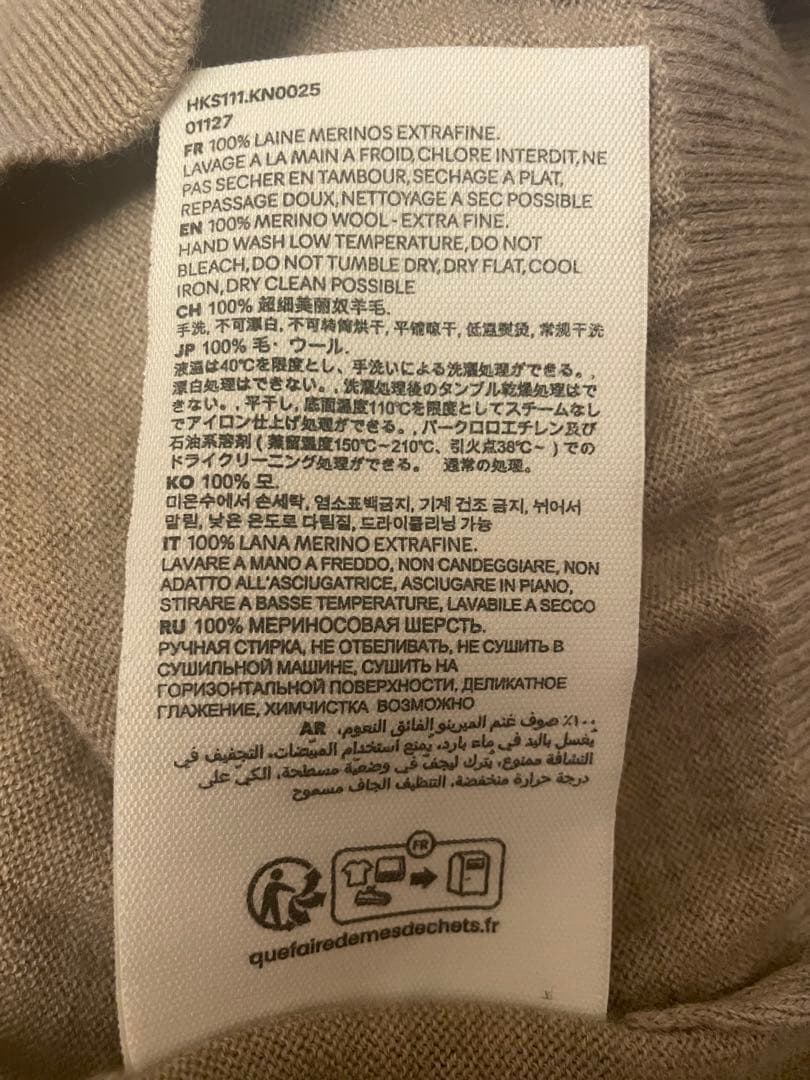 HKS111.KN0025
01127
FR 100% LAINE MERINOS EXTRAFINE.
LAVAGE A LA MAIN A FROID, CHLORE INTERDIT, NE
PAS SECHER EN TAMBOUR, SECHAGE A PLAT,
REPASSAGE DOUX, NETTOYAGE A SEC POSSIBLE
EN 100% MERINO WOOL - EXTRA FINE.
HAND WASH LOW TEMPERATURE, DO NOT
BLEACH, DO NOT TUMBLE DRY, DRY FLAT, COOL
IRON, DRY CLEAN POSSIBLE
CH 100% 超细美丽奴羊毛.
手洗, 不可漂白, 不可转筒烘干, 平铺晾干, 低温熨烫, 常规干洗
JP 100% 毛・ウール.
液温は40℃を限度とし、手洗いによる洗濯処理ができる。,
漂白処理はできない。, 洗濯処理後のタンブル乾燥処理はで
きない。, 平干し, 底面温度110℃を限度としてスチームなし
でアイロン仕上げ処理ができる。, パークロロエチレン及び
石油系溶剤 ( 蒸留温度150℃~210℃、引火点38℃~ ) での
ドライクリーニング処理ができる。 通常の処理。
KO 100% 모.
미온수에서 손세탁, 염소표백금지, 기계 건조 금지, 뉘어서
말림, 낮은 온도로 다림질, 드라이클리닝 가능
IT 100% LANA MERINO EXTRAFINE.
LAVARE A MANO A FREDDO, NON CANDEGGIARE, NON
ADATTO ALL'ASCIUGATRICE, ASCIUGARE IN PIANO,
STIRARE A BASSE TEMPERATURE, LAVABILE A SECCO
RU 100% МЕРИНОСОВАЯ ШЕРСТЬ.
РУЧНАЯ СТИРКА, НЕ ОТБЕЛИВАТЬ, НЕ СУШИТЬ В
СУШИЛЬНОЙ МАШИНЕ, СУШИТЬ НА
ГОРИЗОНТАЛЬНОЙ ПОВЕРХНОСТИ, ДЕЛИКАТНОЕ
ГЛАЖЕНИЕ, ХИМЧИСТКА ВОЗМОЖНО
AR ١٠٠٪ صوف غنم الميرينو الفائق النعوم.
يُغسل باليد في ماء بارد، يُمنع استخدام المبيّضات، التجفيف في
النشافة ممنوع، يُترك ليجفّ في وضعيّة مسطحة، الكيّ على
درجة حرارة منخفضة، التنظيف الجاف مسموح
FR
quefairedemesdechets.fr